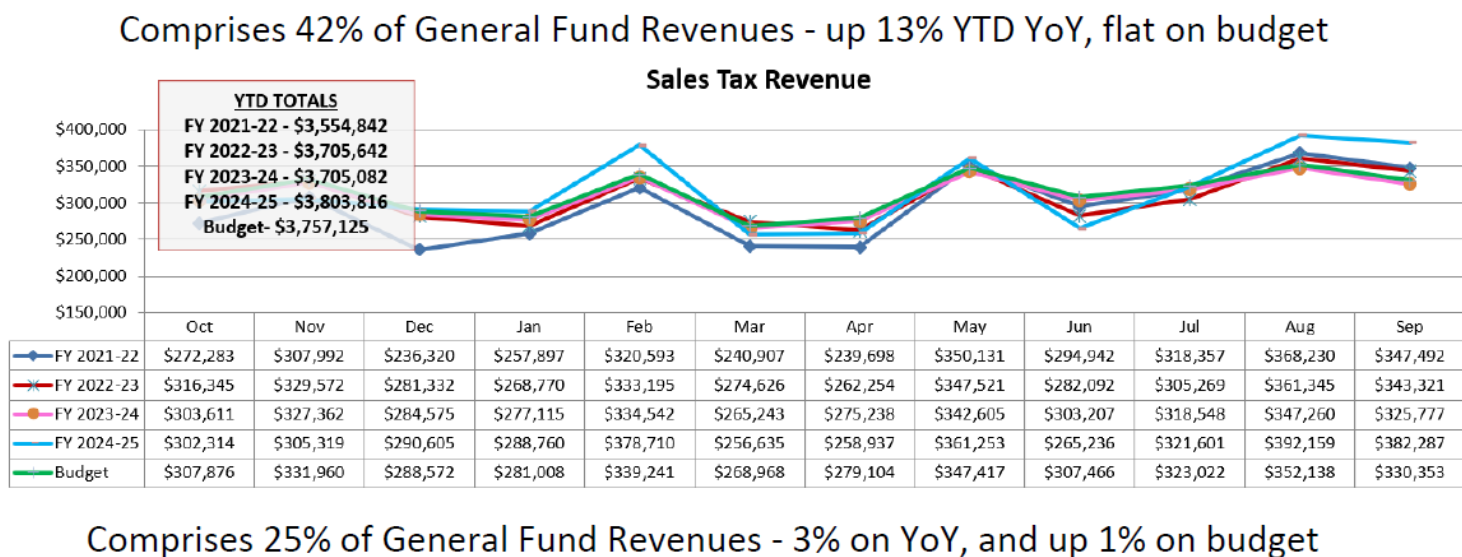 Comprises 42% of General Fund Revenues - up 13% YTD YoY, flat on budget
Sales Tax Revenue
YTD TOTALS
FY 2021-22 - $3,554,842
FY 2022-23 - $3,705,642
FY 2023-24 - $3,705,082
FY 2024-25 - $3,803,816
Budget- $3,757,125
$400,000
$350,000
$300,000
$250,000
$200,000
$150,000
Oct Nov Dec Jan Feb Mar Apr May Jun Jul Aug Sep
FY 2021-22 $272,283 $307,992 $236,320 $257,897 $320,593 $240,907 $239,698 $350,131 $294,942 $318,357 $368,230 $347,492
FY 2022-23 $316,345 $329,572 $281,332 $268,770 $333,195 $274,626 $262,254 $347,521 $282,092 $305,269 $361,345 $343,321
FY 2023-24 $303,611 $327,362 $284,575 $277,115 $334,542 $265,243 $275,238 $342,605 $303,207 $318,548 $347,260 $325,777
FY 2024-25 $302,314 $305,319 $290,605 $288,760 $378,710 $256,635 $258,937 $361,253 $265,236 $321,601 $392,159 $382,287
Budget $307,876 $331,960 $288,572 $281,008 $339,241 $268,968 $279,104 $347,417 $307,466 $323,022 $352,138 $330,353
Comprises 25% of General Fund Revenues - 3% on YoY, and up 1% on budget